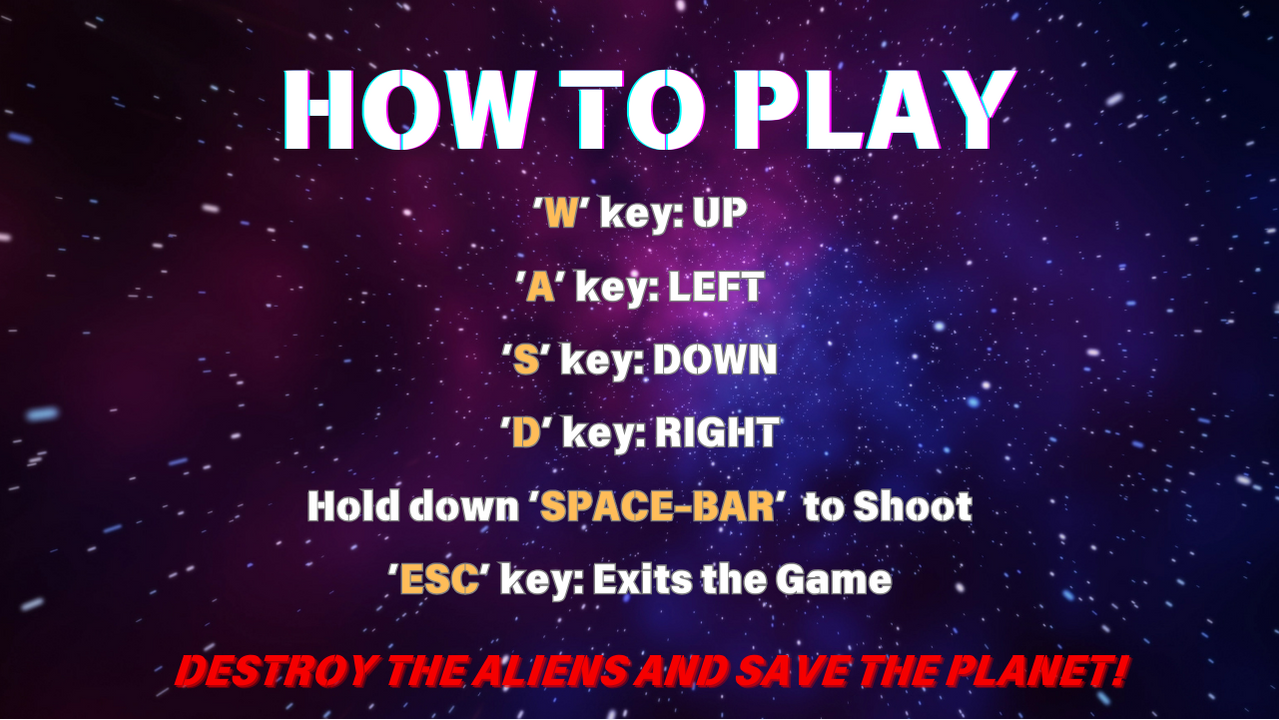 HOW TO PLAY
'W' key: UP
'A' key: LEFT
'S' key: DOWN
'D' key: RIGHT
Hold down 'SPACE-BAR' to Shoot
'ESC' key: Exits the Game
DESTROY THE ALIENS AND SAVE THE PLANET!